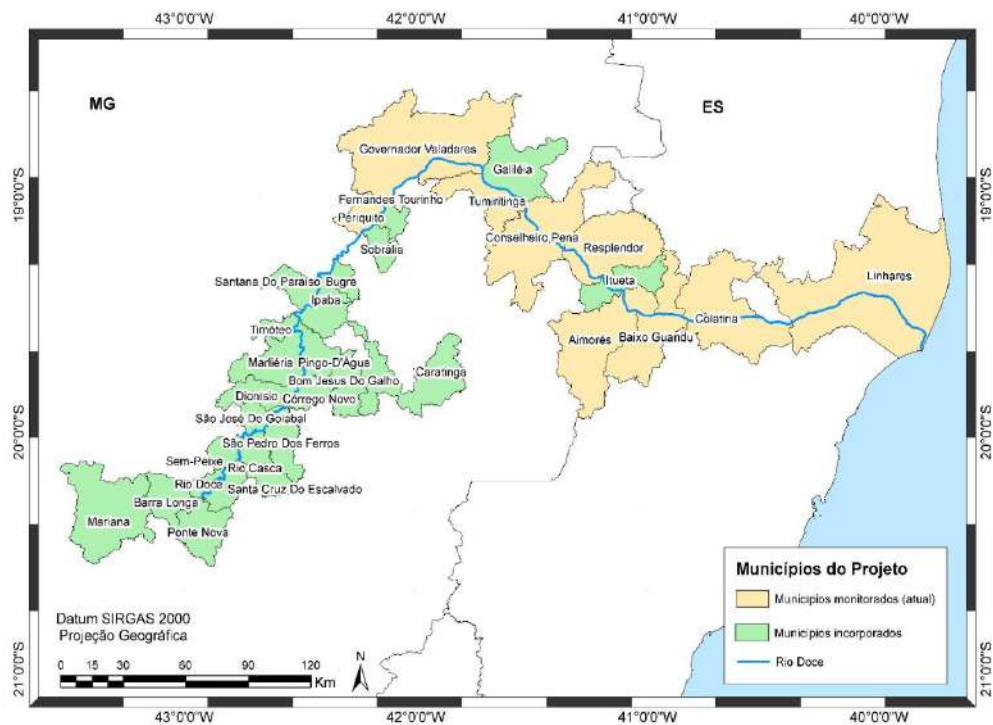 43°0'0"W 42°0'0"W 41°0'0"W 40°0'0"W
MG
ES
Governador Valadares
Galiléia
19°0'0"S
19°0'0"S
Fernandes Tourinho
Tumiritinga
Periquito
Conselheiro Pena
Resplendor
Sobrália
Santana Do Paraíso
Bugre
Itueta
Linhares
Ipaba
Colatina
Timóteo
Aimorés
Baixo Guandu
Marliéria
Pingo-D'Água
Caratinga
Bom Jesus Do Galho
Dionísio
Córrego Novo
São José Do Goiabal
20°0'0"S
20°0'0"S
São Pedro Dos Ferros
Sem-Peixe
Rio Casca
Rio Doce
Santa Cruz Do Escalvado
Barra Longa
Mariana
Ponte Nova
Municípios do Projeto
Municípios monitorados (atual)
Municípios incorporados
Rio Doce
Datum SIRGAS 2000
Projeção Geográfica
N
0 15 30 60 90 120
Km
21°0'0"S
21°0'0"S
43°0'0"W 42°0'0"W 41°0'0"W 40°0'0"W